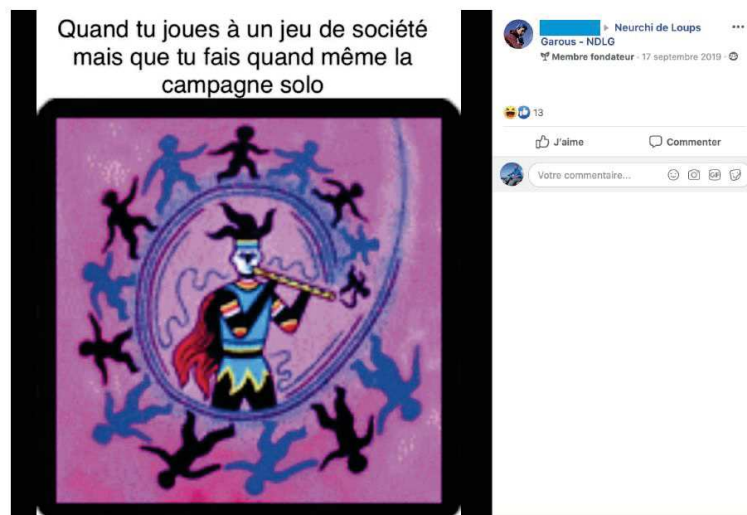 Quand tu joues à un jeu de société
mais que tu fais quand même la
campagne solo
Neurchi de Loups
Garous - NDLG
Membre fondateur · 17 septembre 2019 ·
13
J'aime
Commenter
Votre commentaire...
GIF